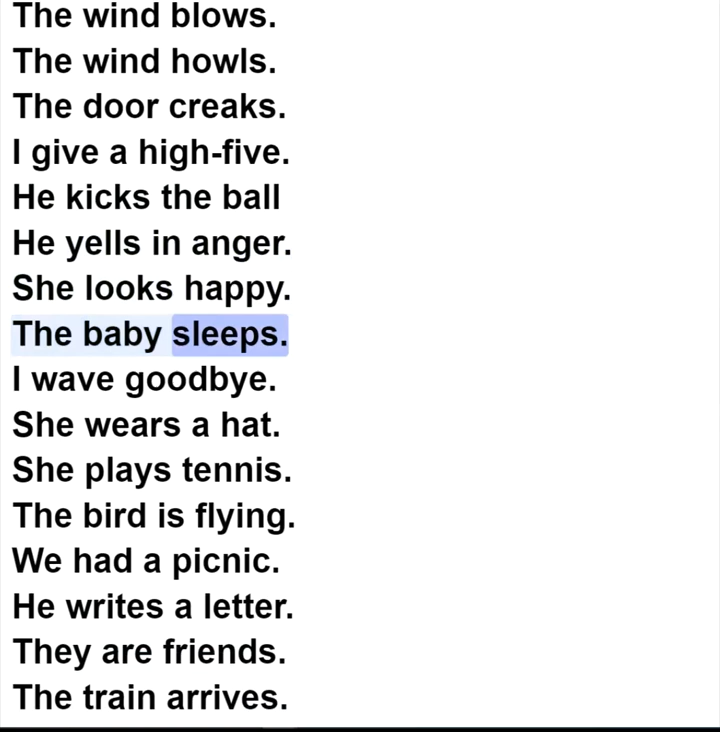 The wind blows.
The wind howls.
The door creaks.
I give a high-five.
He kicks the ball
He yells in anger.
She looks happy.
The baby sleeps.
I wave goodbye.
She wears a hat.
She plays tennis.
The bird is flying.
We had a picnic.
He writes a letter.
They are friends.
The train arrives.